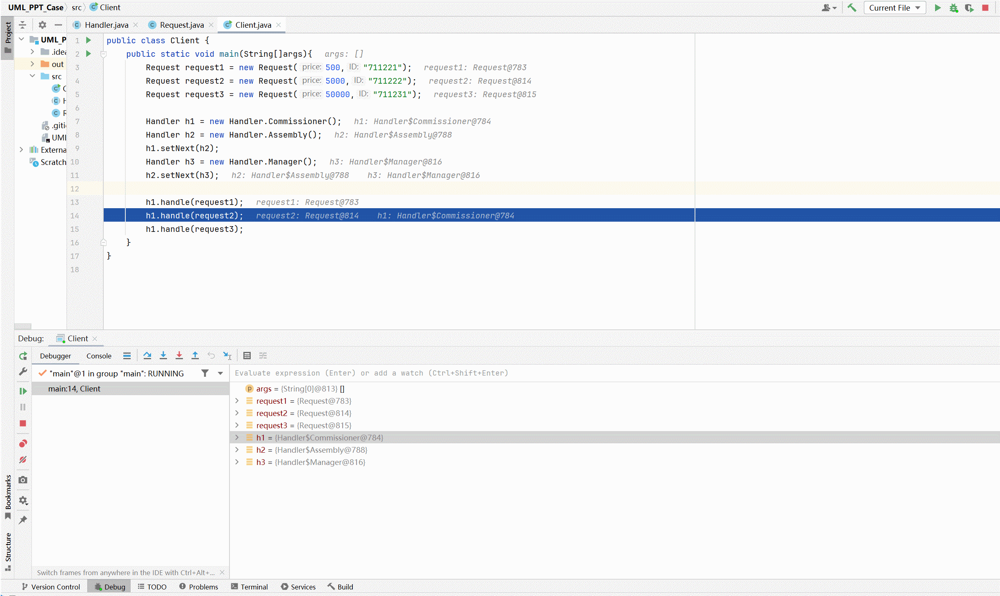 UML_PPT_Case src Client
Current File
Project
Handler.java Request.java Client.java
UML_P
.idea
out
src
C
H
R
.giti
UML
Externa
Scratch
1 public class Client {
2 public static void main(String[]args){ args: []
3 Request request1 = new Request( price: 500, ID: "711221"); request1: Request@783
4 Request request2 = new Request( price: 5000, ID: "711222"); request2: Request@814
5 Request request3 = new Request( price: 50000, ID: "711231"); request3: Request@815
6
7 Handler h1 = new Handler.Commissioner(); h1: Handler$Commissioner@784
8 Handler h2 = new Handler.Assembly(); h2: Handler$Assembly@788
9 h1.setNext(h2);
10 Handler h3 = new Handler.Manager(); h3: Handler$Manager@816
11 h2.setNext(h3); h2: Handler$Assembly@788 h3: Handler$Manager@816
12
13 h1.handle(request1); request1: Request@783
14 h1.handle(request2); request2: Request@814 h1: Handler$Commissioner@784
15 h1.handle(request3);
16 }
17 }
18
Debug: Client
Debugger Console
"main"@1 in group "main": RUNNING
main:14, Client
Evaluate expression (Enter) or add a watch (Ctrl+Shift+Enter)
args = {String[0]@813} []
request1 = {Request@783}
request2 = {Request@814}
request3 = {Request@815}
h1 = {Handler$Commissioner@784}
h2 = {Handler$Assembly@788}
h3 = {Handler$Manager@816}
Bookmarks
Structure
Switch frames from anywhere in the IDE with Ctrl+Alt+...
Version Control Debug TODO Problems Terminal Services Build